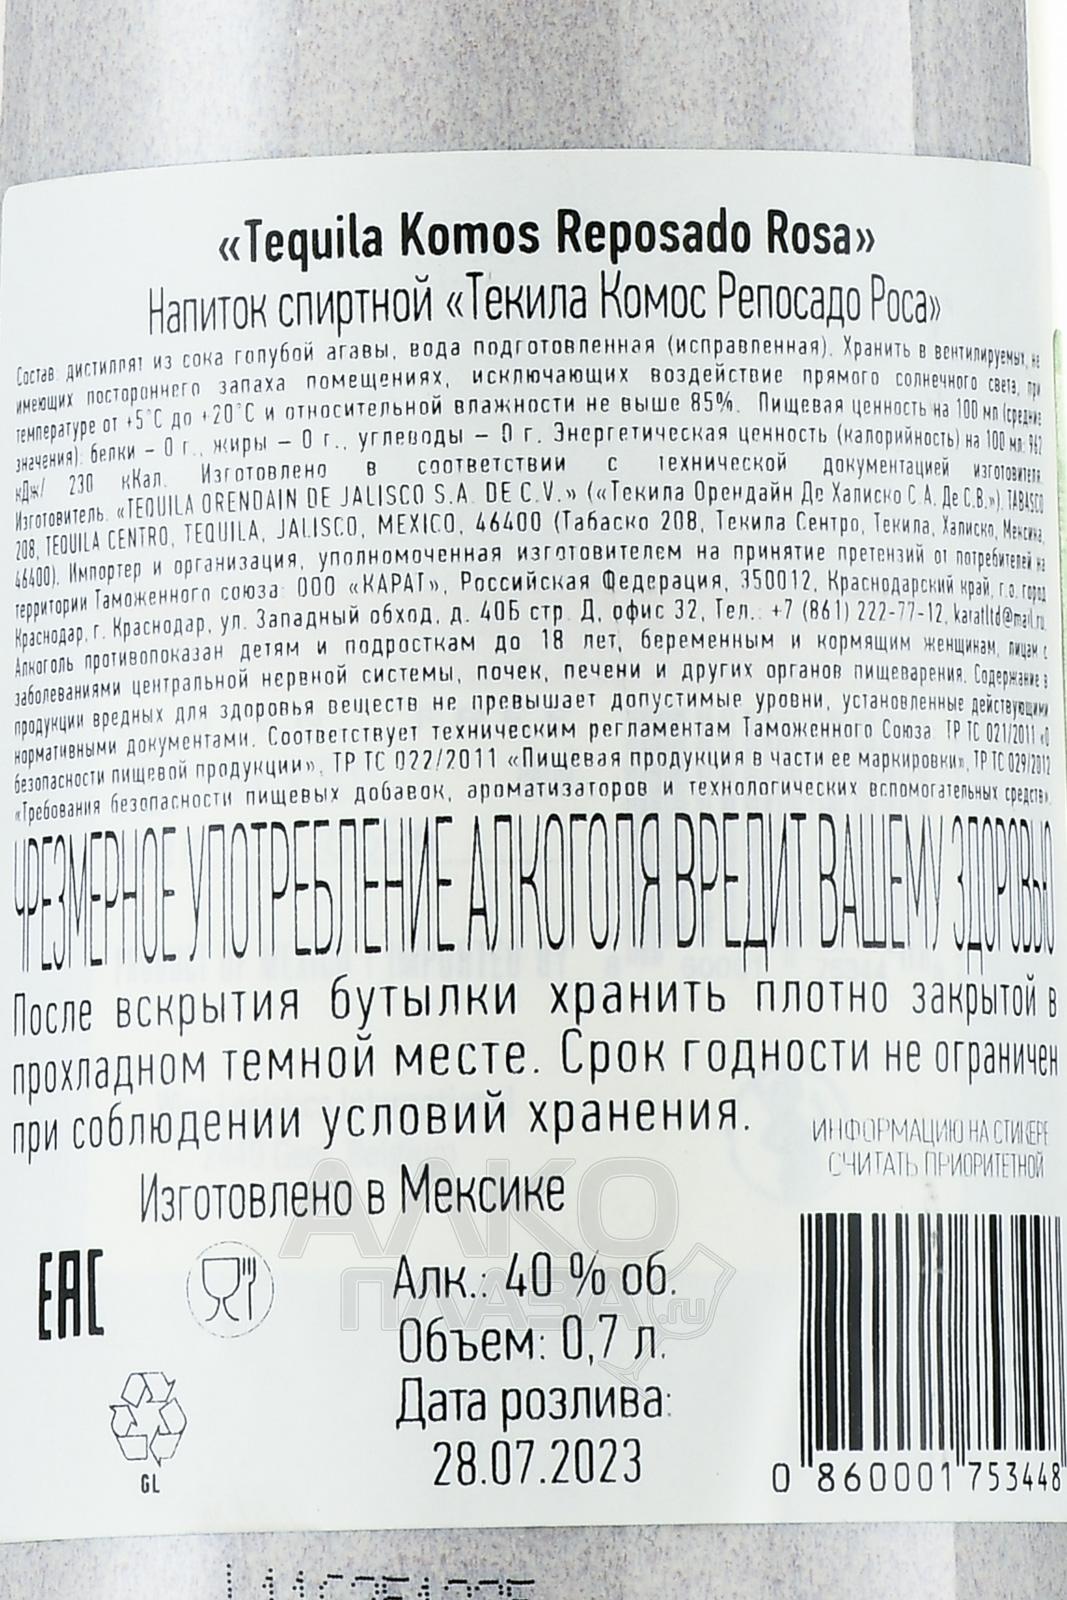 «Tequila Komos Reposado Rosa»
Напиток спиртной «Текила Комос Репосадо Роса»
Состав: дистиллят из сока голубой агавы, вода подготовленная (исправленная). Хранить в вентилируемых, не
имеющих постороннего запаха помещениях, исключающих воздействие прямого солнечного света, при
температуре от +5°C до +20°C и относительной влажности не выше 85%. Пищевая ценность на 100 мл (средние
значения): белки – 0 г., жиры – 0 г., углеводы – 0 г. Энергетическая ценность (калорийность) на 100 мл: 962
кДж/ 230 кКал. Изготовлено в соответствии с технической документацией изготовителя.
Изготовитель: «TEQUILA ORENDAIN DE JALISCO S.A. DE C.V.» («Текила Орендайн Де Халиско С.А. Де С.В.»). TABASCO
208, TEQUILA CENTRO, TEQUILA, JALISCO, MEXICO, 46400 (Табаско 208, Текила Сентро, Текила, Халиско, Мексика,
46400). Импортер и организация, уполномоченная изготовителем на принятие претензий от потребителей на
территории Таможенного союза: ООО «КАРАТ», Российская Федерация, 350012, Краснодарский край, г.о. город
Краснодар, г. Краснодар, ул. Западный обход, д. 40Б стр. Д, офис 32, Тел.: +7 (861) 222-77-12, karatltd@mail.ru.
Алкоголь противопоказан детям и подросткам до 18 лет, беременным и кормящим женщинам, лицам с
заболеваниями центральной нервной системы, почек, печени и других органов пищеварения. Содержание в
продукции вредных для здоровья веществ не превышает допустимые уровни, установленные действующими
нормативными документами. Соответствует техническим регламентам Таможенного Союза: ТР ТС 021/2011 «О
безопасности пищевой продукции», ТР ТС 022/2011 «Пищевая продукция в части ее маркировки», ТР ТС 029/2012
«Требования безопасности пищевых добавок, ароматизаторов и технологических вспомогательных средств».
ЧРЕЗМЕРНОЕ УПОТРЕБЛЕНИЕ АЛКОГОЛЯ ВРЕДИТ ВАШЕМУ ЗДОРОВЬЮ
После вскрытия бутылки хранить плотно закрытой в
прохладном темной месте. Срок годности не ограничен
при соблюдении условий хранения.
ИНФОРМАЦИЮ НА СТИКЕРЕ
СЧИТАТЬ ПРИОРИТЕТНОЙ
Изготовлено в Мексике
EAC
Алк.: 40 % об.
Объем: 0,7 л.
Дата розлива:
28.07.2023
GL
0 860001 753448
АЛКО
ПЛАЗА.ru